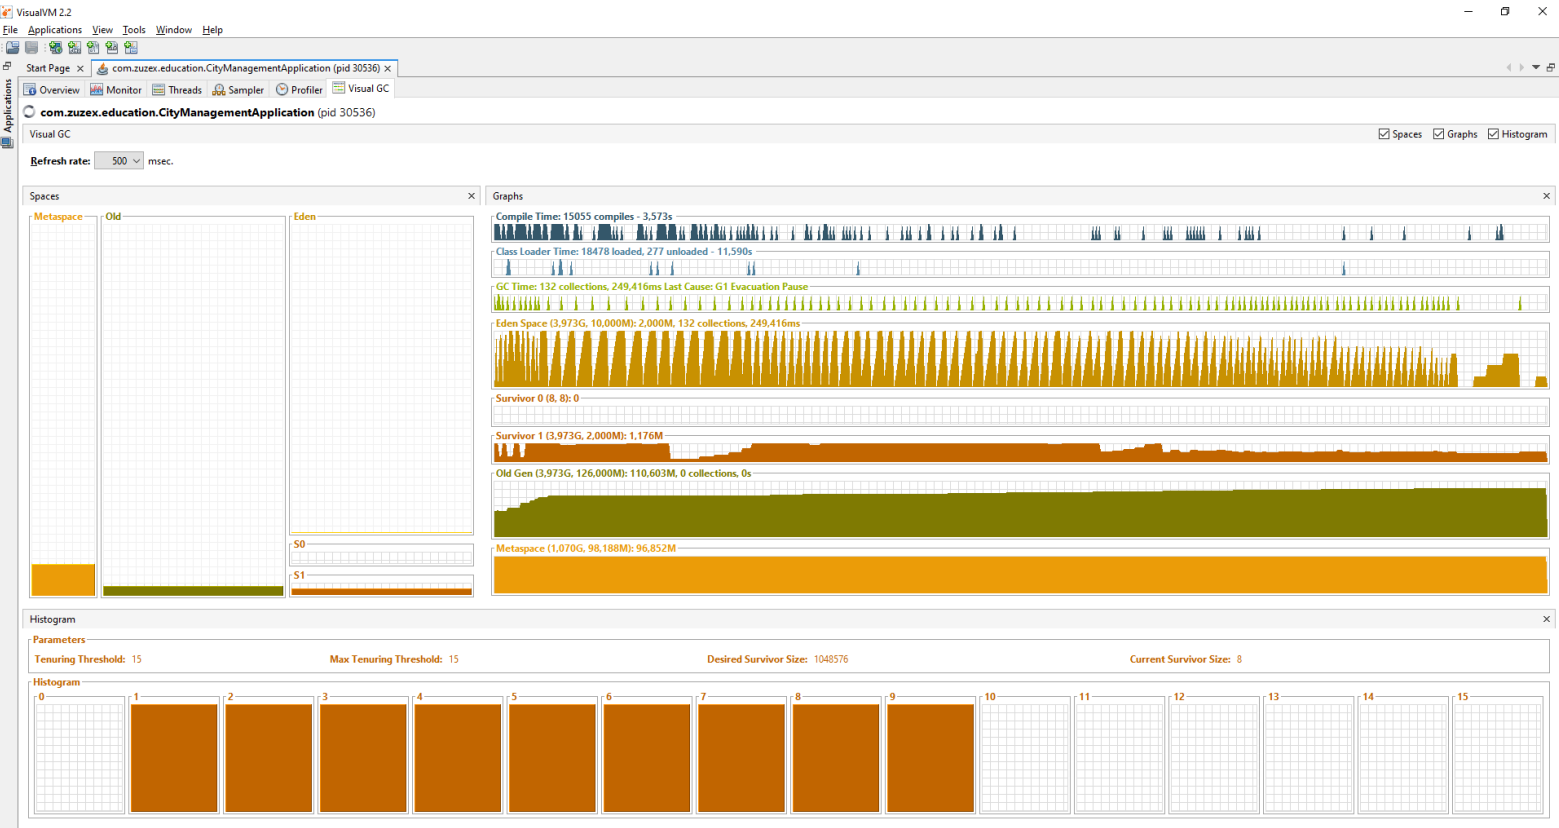 VisualVM 2.2
File Applications View Tools Window Help
Start Page com.zuzex.education.CityManagementApplication (pid 30536)
Applications
Overview Monitor Threads Sampler Profiler Visual GC
com.zuzex.education.CityManagementApplication (pid 30536)
Visual GC Spaces Graphs Histogram
Refresh rate: 500 msec.
Spaces
Metaspace Old Eden
S0
S1
Graphs
Compile Time: 15055 compiles - 3,573s
Class Loader Time: 18478 loaded, 277 unloaded - 11,590s
GC Time: 132 collections, 249,416ms Last Cause: G1 Evacuation Pause
Eden Space (3,973G, 10,000M): 2,000M, 132 collections, 249,416ms
Survivor 0 (8, 8): 0
Survivor 1 (3,973G, 2,000M): 1,176M
Old Gen (3,973G, 126,000M): 110,603M, 0 collections, 0s
Metaspace (1,070G, 98,188M): 96,852M
Histogram
Parameters
Tenuring Threshold: 15 Max Tenuring Threshold: 15 Desired Survivor Size: 1048576 Current Survivor Size: 8
Histogram
0 1 2 3 4 5 6 7 8 9 10 11 12 13 14 15